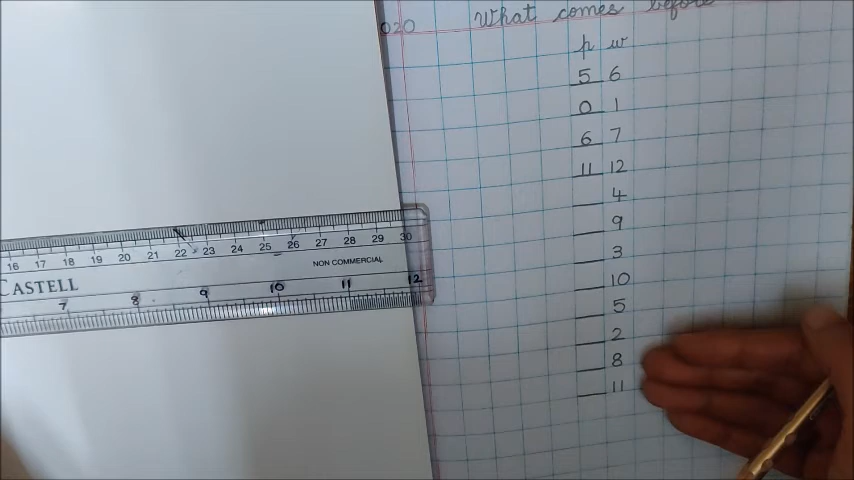 020 What comes before
p w
5 6
0 1
6 7
11 12
4
9
3
10
5
2
8
11
16 17 18 19 20 21 22 23 24 25 26 27 28 29 30
CASTELL NON COMMERCIAL
7 8 9 10 11 12